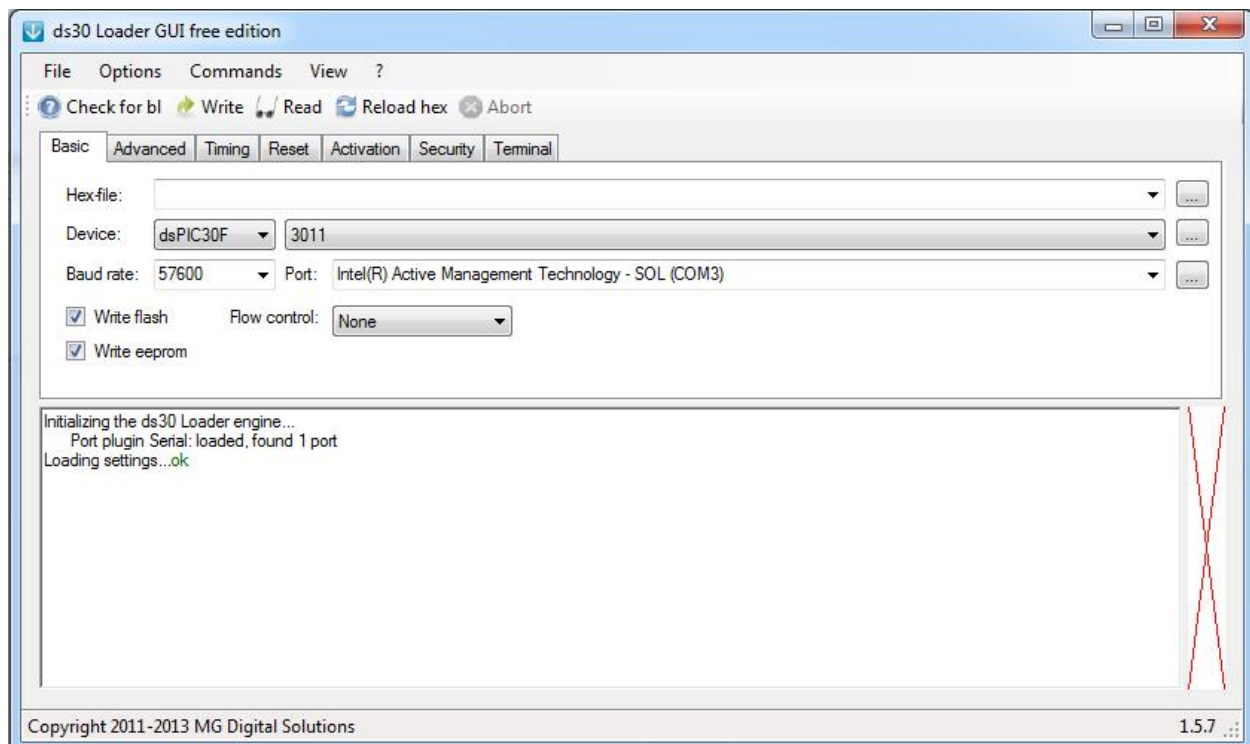 ds30 Loader GUI free edition
File Options Commands View ?
Check for bl Write Read Reload hex Abort
Basic Advanced Timing Reset Activation Security Terminal
Hex-file: ...
Device: dsPIC30F 3011 ...
Baud rate: 57600 Port: Intel(R) Active Management Technology - SOL (COM3) ...
Write flash Flow control: None
Write eeprom
Initializing the ds30 Loader engine...
Port plugin Serial: loaded, found 1 port
Loading settings...ok
Copyright 2011-2013 MG Digital Solutions 1.5.7